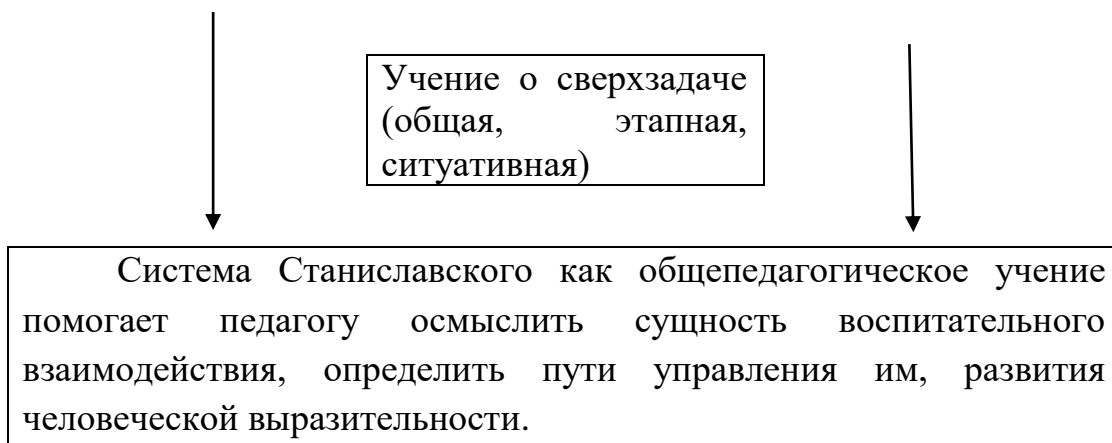 Учение о сверхзадаче
(общая, этапная,
ситуативная)
Система Станиславского как общепедагогическое учение
помогает педагогу осмыслить сущность воспитательного
взаимодействия, определить пути управления им, развития
человеческой выразительности.